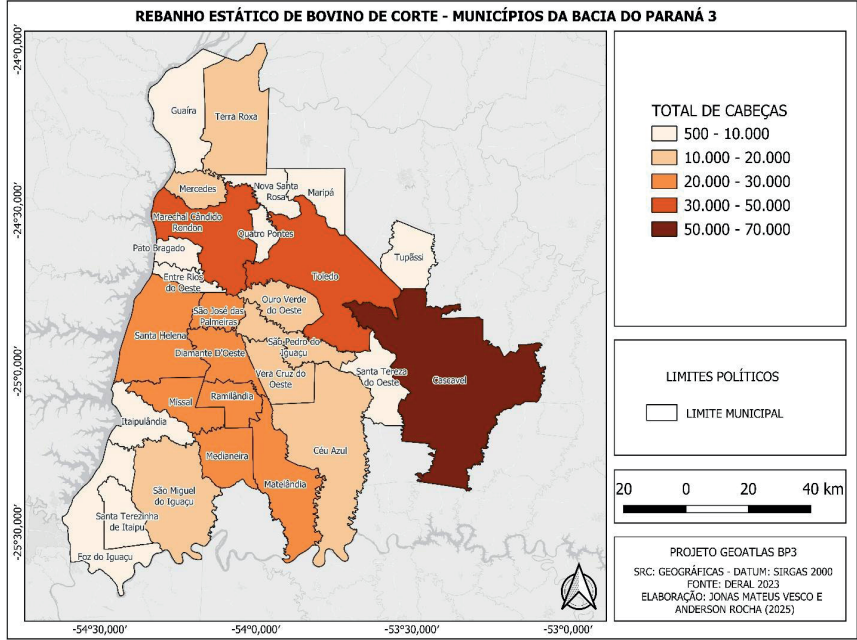 REBANHO ESTÁTICO DE BOVINO DE CORTE - MUNICÍPIOS DA BACIA DO PARANÁ 3
-24°0,000'
-24°30,000'
-25°0,000'
-25°30,000'
-54°30,000'
-54°0,000'
-53°30,000'
-53°0,000'
Guaíra
Terra Roxa
Mercedes
Nova Santa
Rosa
Maripá
Marechal Cândido
Rondon
Quatro Pontes
Pato Bragado
Tupãssi
Entre Rios
do Oeste
Toledo
Ouro Verde
do Oeste
São José das
Palmeiras
Santa Helena
Diamante D'Oeste
São Pedro do
Iguaçu
Vera Cruz do
Oeste
Santa Tereza
do Oeste
Cascavel
Missal
Ramilândia
Itaipulândia
Medianeira
Céu Azul
Matelândia
São Miguel
do Iguaçu
Santa Terezinha
de Itaipu
Foz do Iguaçu
TOTAL DE CABEÇAS
500 - 10.000
10.000 - 20.000
20.000 - 30.000
30.000 - 50.000
50.000 - 70.000
LIMITES POLÍTICOS
LIMITE MUNICIPAL
20 0 20 40 km
PROJETO GEOATLAS BP3
SRC: GEOGRÁFICAS - DATUM: SIRGAS 2000
FONTE: DERAL 2023
ELABORAÇÃO: JONAS MATEUS VESCO E
ANDERSON ROCHA (2025)